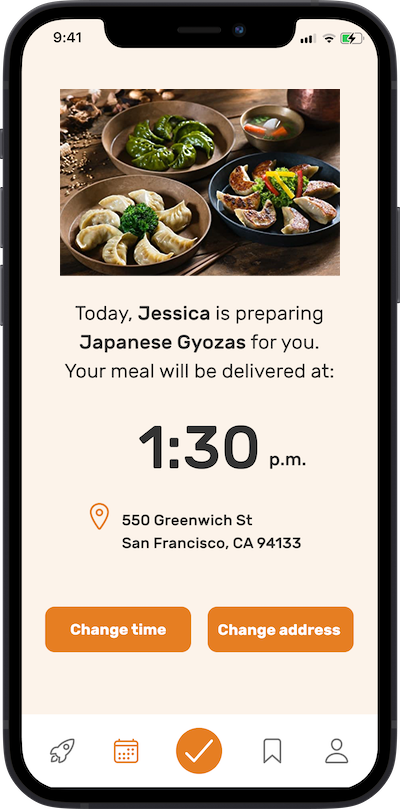 9:41
Today, Jessica is preparing
Japanese Gyozas for you.
Your meal will be delivered at:
1:30 p.m.
550 Greenwich St
San Francisco, CA 94133
Change time
Change address